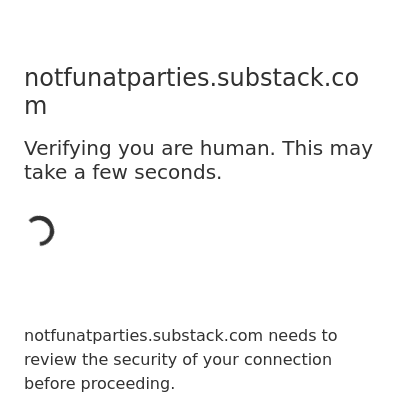 notfunatparties.substack.co
m
Verifying you are human. This may
take a few seconds.
notfunatparties.substack.com needs to
review the security of your connection
before proceeding.